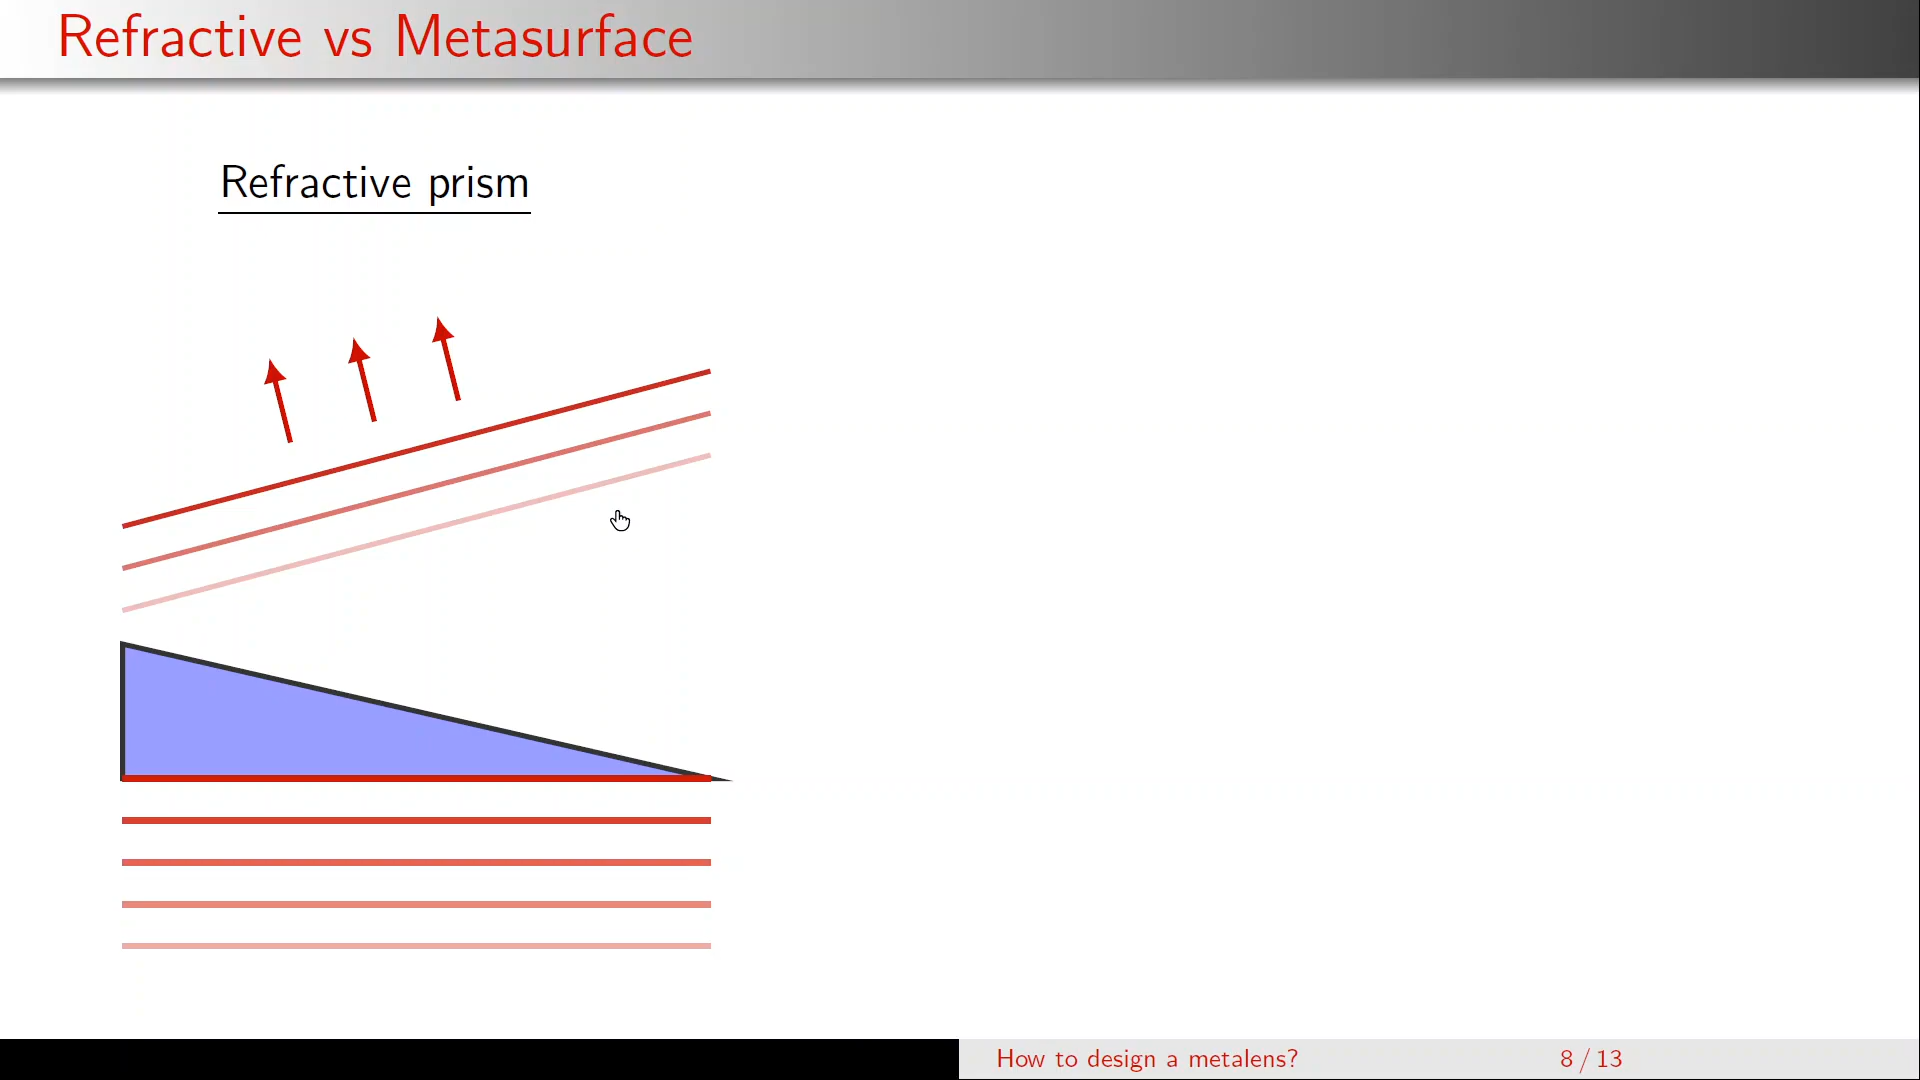 Refractive vs Metasurface
Refractive prism
How to design a metalens?
8 / 13